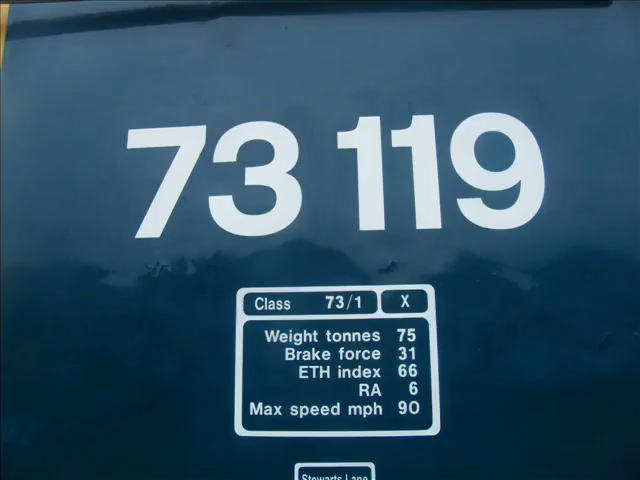 73 119
Class 73/1 X
Weight tonnes 75
Brake force 31
ETH index 66
RA 6
Max speed mph 90
Stewarts Lane